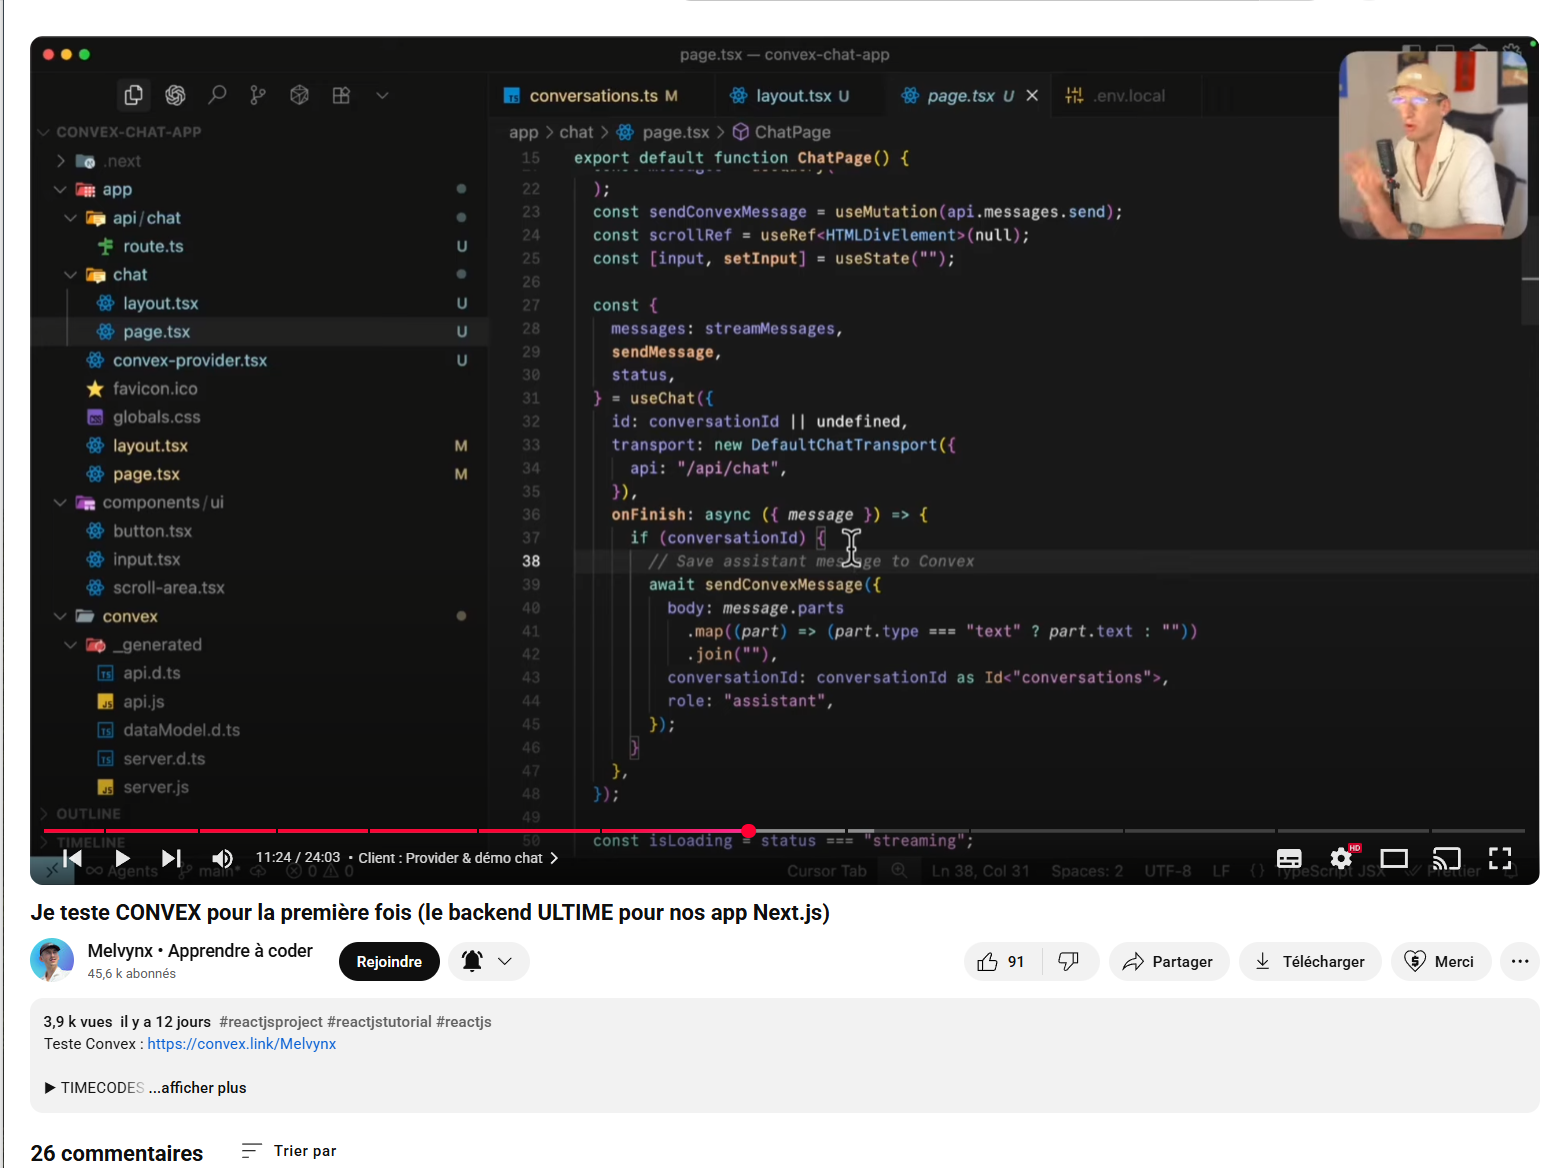 page.tsx — convex-chat-app
conversations.ts M
layout.tsx U
page.tsx U
.env.local
CONVEX-CHAT-APP
.next
app
api/chat
route.ts U
chat
layout.tsx U
page.tsx U
convex-provider.tsx U
favicon.ico
globals.css
layout.tsx M
page.tsx M
components/ui
button.tsx
input.tsx
scroll-area.tsx
convex
_generated
api.d.ts
api.js
dataModel.d.ts
server.d.ts
server.js
OUTLINE
TIMELINE
app > chat > page.tsx > ChatPage
15 export default function ChatPage() {
22 );
23 const sendConvexMessage = useMutation(api.messages.send);
24 const scrollRef = useRef<HTMLDivElement>(null);
25 const [input, setInput] = useState("");
26
27 const {
28 messages: streamMessages,
29 sendMessage,
30 status,
31 } = useChat({
32 id: conversationId || undefined,
33 transport: new DefaultChatTransport({
34 api: "/api/chat",
35 }),
36 onFinish: async ({ message }) => {
37 if (conversationId) {
38 // Save assistant message to Convex
39 await sendConvexMessage({
40 body: message.parts
41 .map((part) => (part.type === "text" ? part.text : ""))
42 .join(""),
43 conversationId: conversationId as Id<"conversations">,
44 role: "assistant",
45 });
46 }
47 },
48 });
49
50 const isLoading = status === "streaming";
11:24 / 24:03 • Client : Provider & démo chat >
HD
Agents main* 0 0
Cursor Tab Ln 38, Col 31 Spaces: 2 UTF-8 LF {} TypeScript JSX Prettier
Je teste CONVEX pour la première fois (le backend ULTIME pour nos app Next.js)
Melvynx • Apprendre à coder
45,6 k abonnés
Rejoindre
91
Partager
Télécharger
Merci
3,9 k vues il y a 12 jours #reactjsproject #reactjstutorial #reactjs
Teste Convex : https://convex.link/Melvynx
▶ TIMECODES ...afficher plus
26 commentaires
Trier par